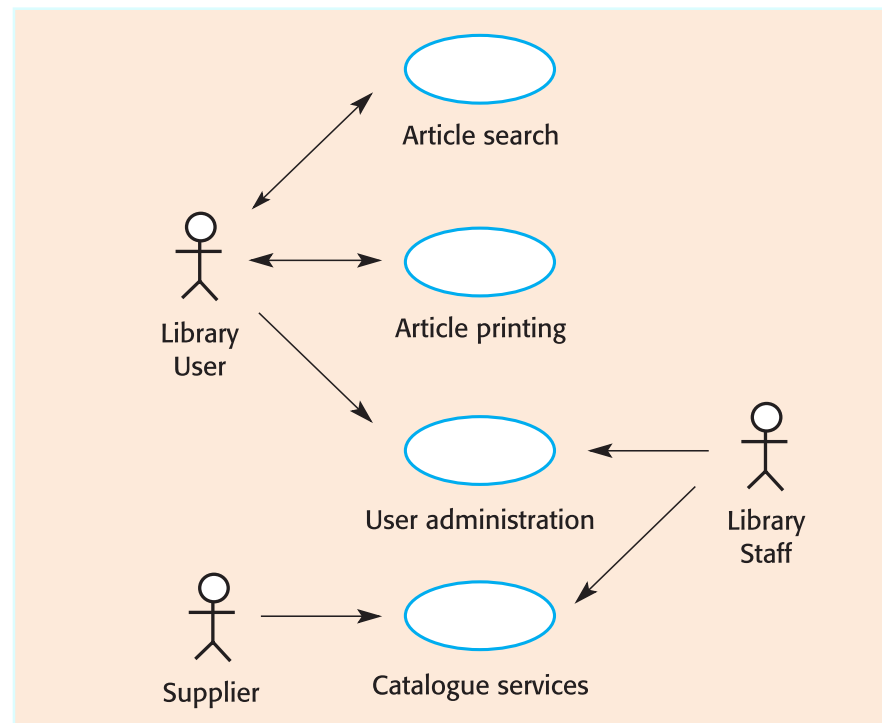 Article search
Library
User
Article printing
User administration
Library
Staff
Supplier
Catalogue services